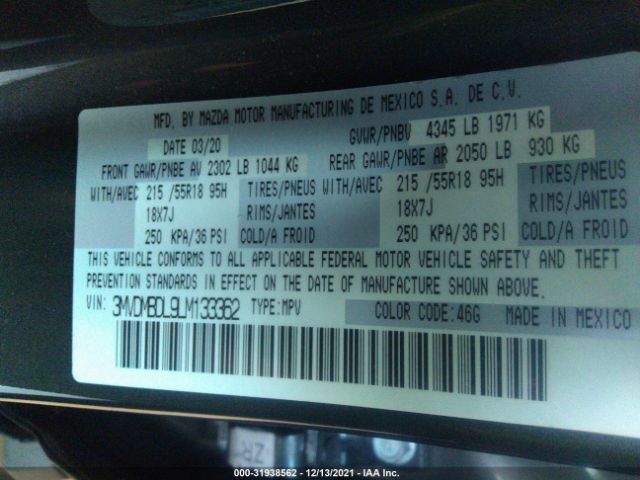 MFD. BY MAZDA MOTOR MANUFACTURING DE MEXICO S.A. DE C.V.
DATE 03/20 GVWR/PNBV 4345 LB 1971 KG
FRONT GAWR/PNBE AV 2302 LB 1044 KG REAR GAWR/PNBE AR 2050 LB 930 KG
WITH/AVEC 215 /55R18 95H TIRES/PNEUS WITH/AVEC 215 /55R18 95H TIRES/PNEUS
18X7J RIMS/JANTES 18X7J RIMS/JANTES
250 KPA/36 PSI COLD/A FROID 250 KPA/36 PSI COLD/A FROID
THIS VEHICLE CONFORMS TO ALL APPLICABLE FEDERAL MOTOR VEHICLE SAFETY AND THEFT
PREVENTION STANDARDS IN EFFECT ON THE DATE OF MANUFACTURE SHOWN ABOVE.
VIN: 3MVDMBDL9LM133362 TYPE:MPV COLOR CODE:46G MADE IN MEXICO
ZR
000-31938562 - 12/13/2021 - IAA Inc.